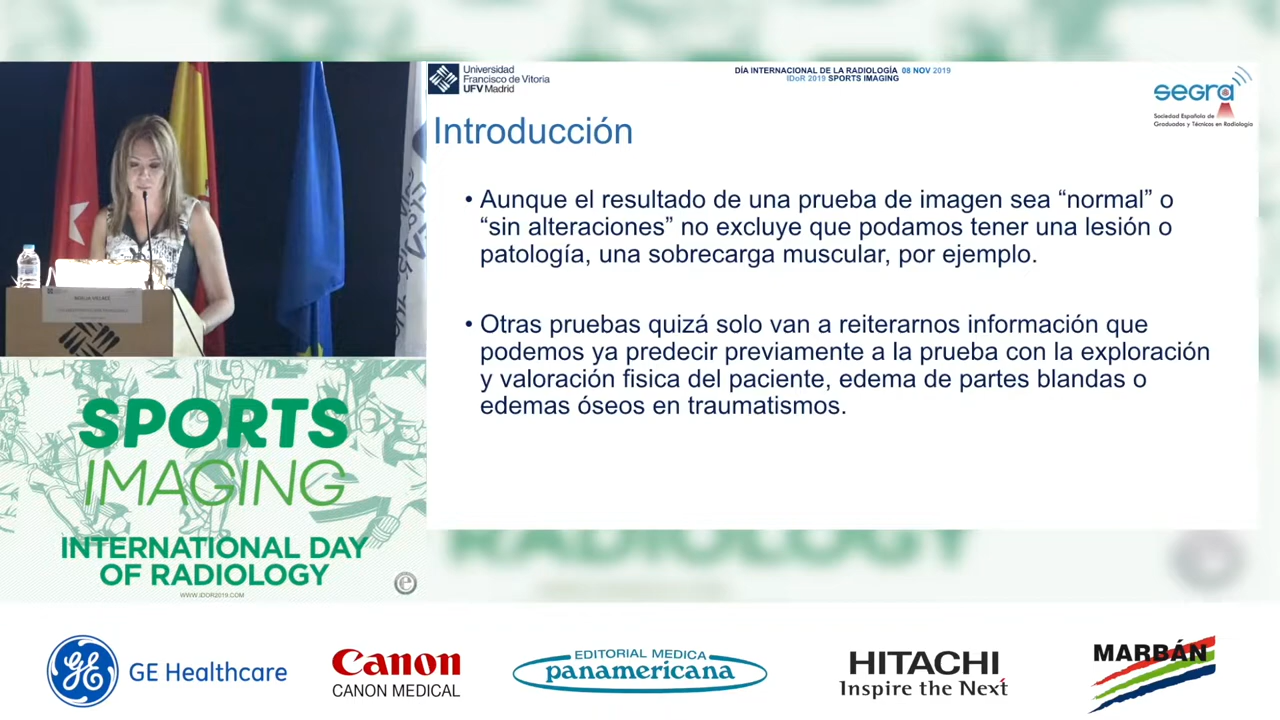 Universidad
Francisco de Vitoria
UFV Madrid
DÍA INTERNACIONAL DE LA RADIOLOGÍA 08 NOV 2019
IDoR 2019 SPORTS IMAGING
segra
Sociedad Española de
Graduados y Técnicos en Radiología
Introducción
• Aunque el resultado de una prueba de imagen sea “normal” o
“sin alteraciones” no excluye que podamos tener una lesión o
patología, una sobrecarga muscular, por ejemplo.
• Otras pruebas quizá solo van a reiterarnos información que
podemos ya predecir previamente a la prueba con la exploración
y valoración fisica del paciente, edema de partes blandas o
edemas óseos en traumatismos.
SPORTS
IMAGING
INTERNATIONAL DAY
OF RADIOLOGY
WWW.IDOR2019.COM
RADIOLOGY
GE Healthcare
Canon
CANON MEDICAL
EDITORIAL MEDICA
panamericana
HITACHI
Inspire the Next
MARBÁN